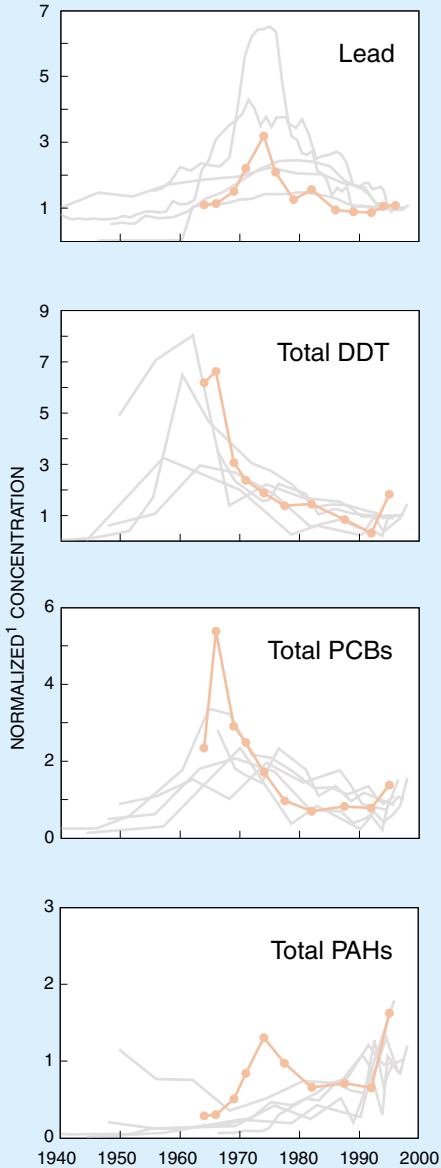 7
5
3
1
Lead
9
7
5
3
1
Total DDT
6
4
2
0
Total PCBs
3
2
1
0
Total PAHs
1940 1950 1960 1970 1980 1990 2000
NORMALIZED¹ CONCENTRATION